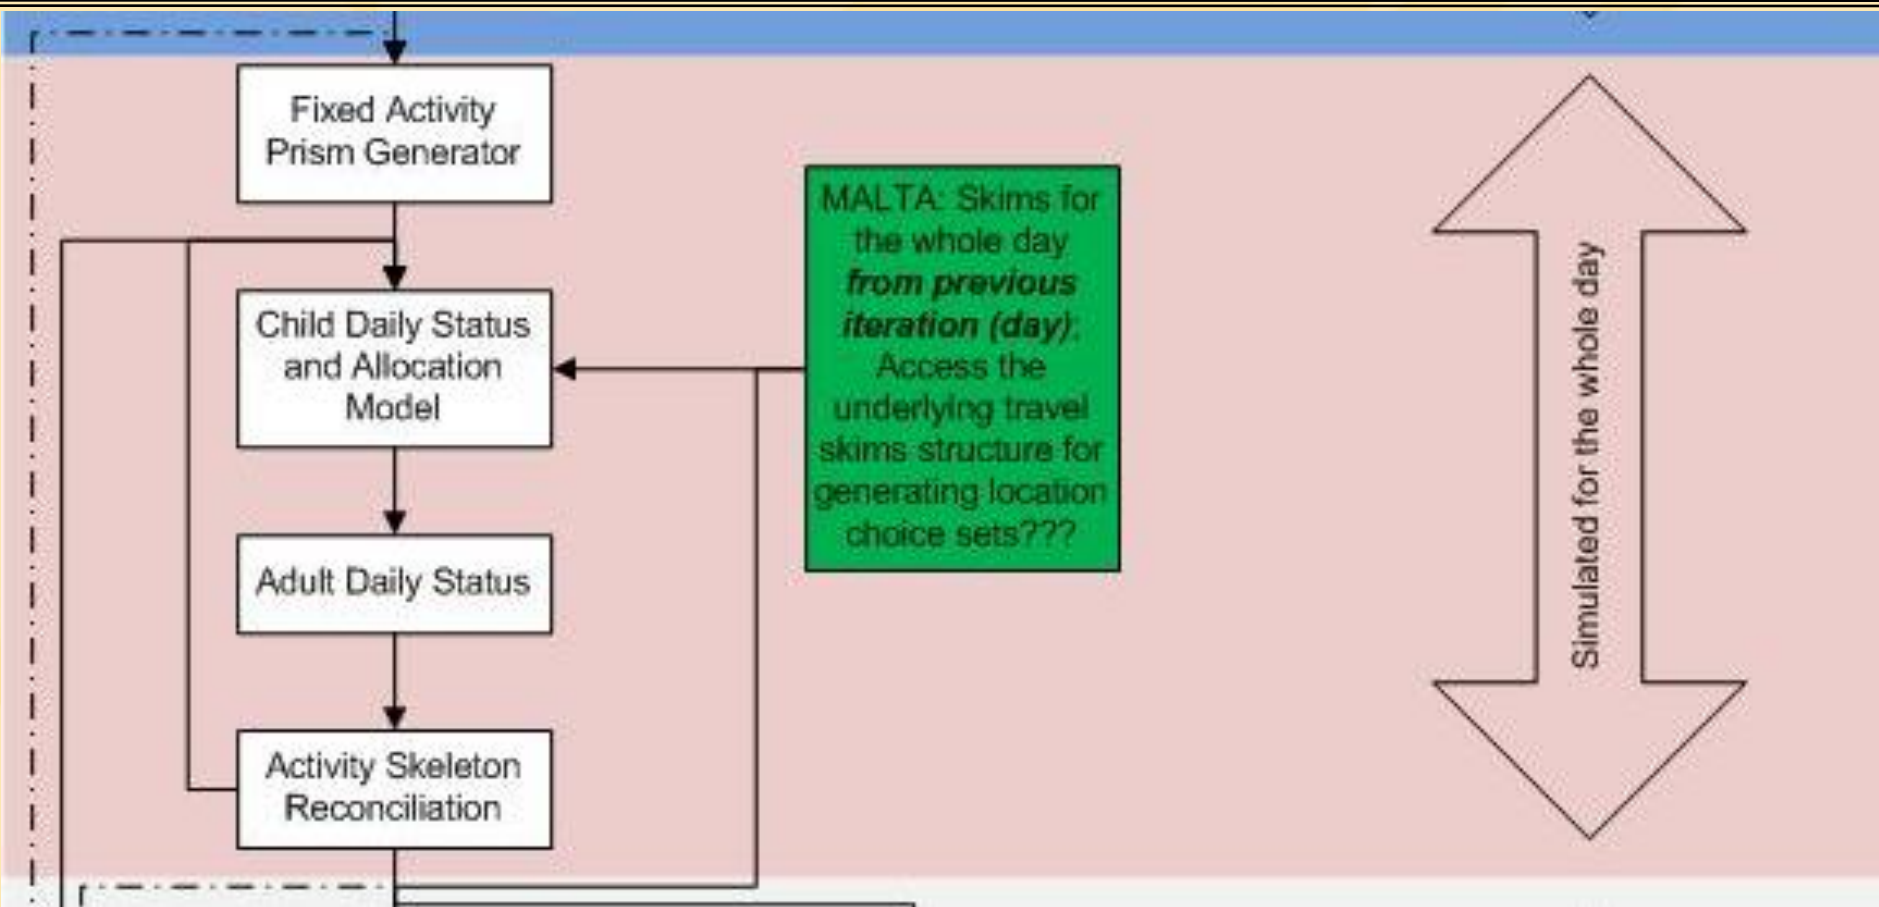 Fixed Activity
Prism Generator
MALTA: Skims for
the whole day
from previous
iteration (day);
Access the
underlying travel
skims structure for
generating location
choice sets???
Child Daily Status
and Allocation
Model
Adult Daily Status
Activity Skeleton
Reconciliation
Simulated for the whole day